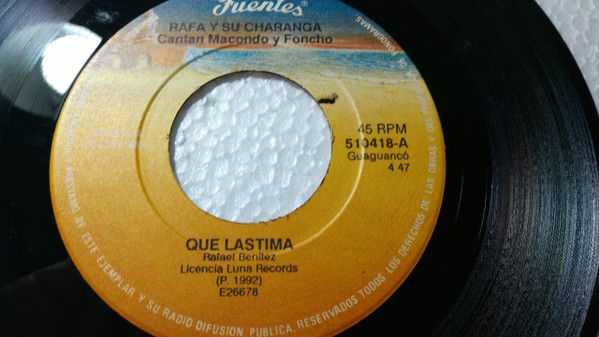 Fuentes®
RAFA Y SU CHARANGA
Cantan Macondo y Foncho
45 RPM
510418-A
Guaguancó
4 47
QUE LASTIMA
Rafael Benitez
Licencia Luna Records
(P. 1992)
E26678
DE ESTE EJEMPLAR Y SU RADIO DIFUSION PUBLICA. RESERVADOS TODOS LOS DERECHOS DE LAS OBRAS Y DEL